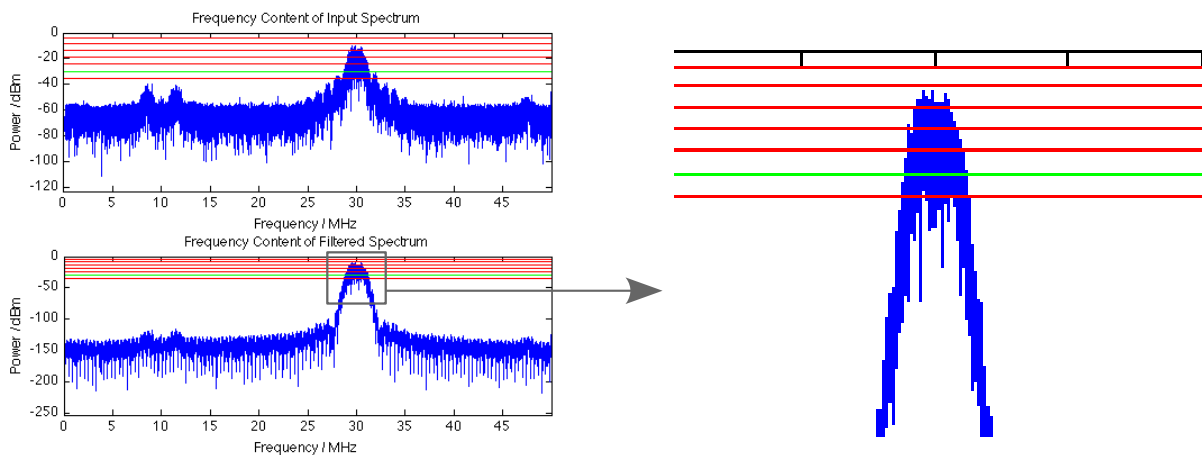 Frequency Content of Input Spectrum
0
-20
-40
-60
-80
-100
-120
Power /dBm
0 5 10 15 20 25 30 35 40 45
Frequency / MHz
Frequency Content of Filtered Spectrum
0
-50
-100
-150
-200
-250
Power /dBm
0 5 10 15 20 25 30 35 40 45
Frequency / MHz